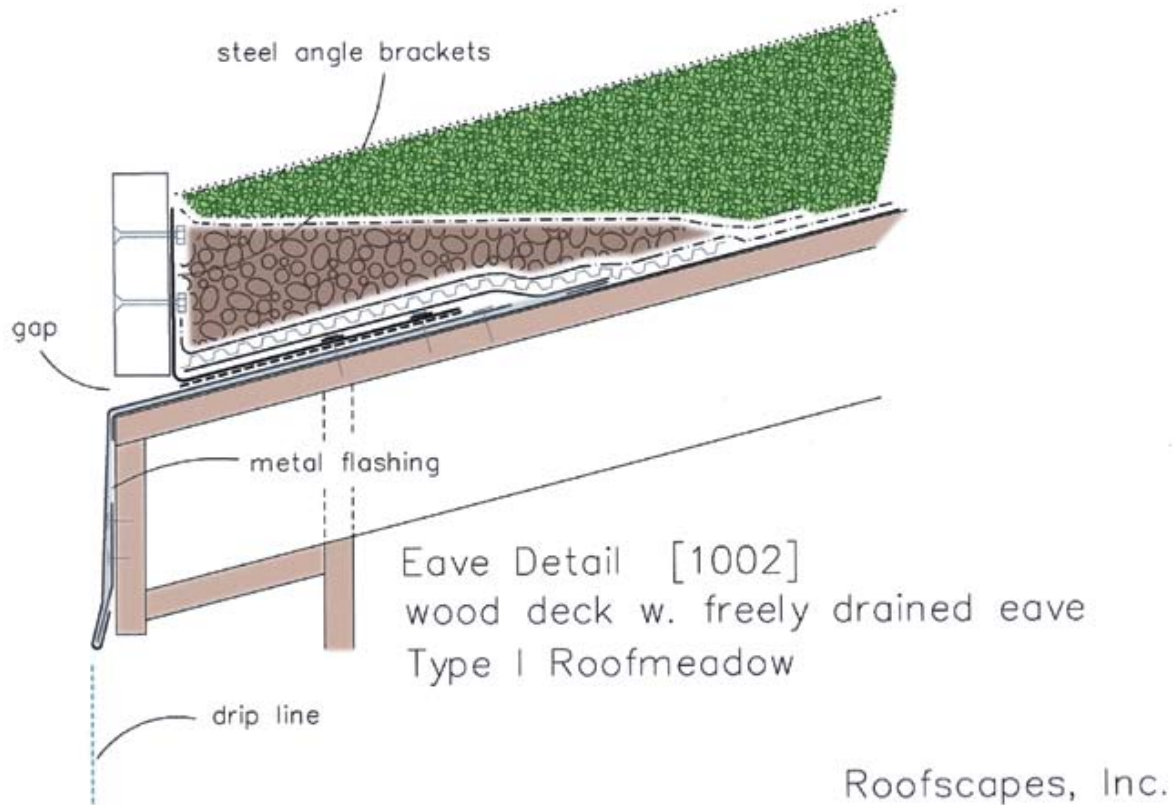 steel angle brackets
gap
metal flashing
Eave Detail [1002]
wood deck w. freely drained eave
Type I Roofmeadow
drip line
Roofscapes, Inc.